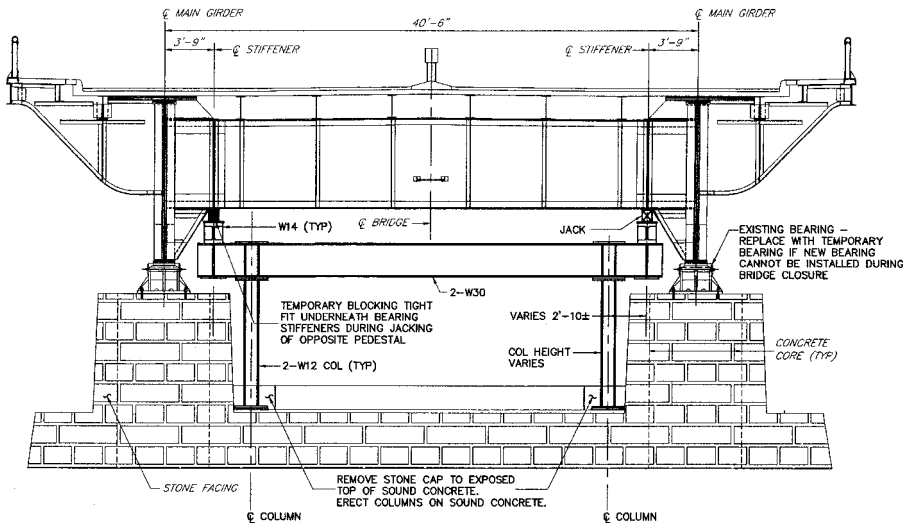 ℄ MAIN GIRDER
℄ MAIN GIRDER
40'-6"
3'-9"
℄ STIFFENER
℄ STIFFENER
3'-9"
W14 (TYP)
℄ BRIDGE
JACK
EXISTING BEARING –
REPLACE WITH TEMPORARY
BEARING IF NEW BEARING
CANNOT BE INSTALLED DURING
BRIDGE CLOSURE
2-W30
TEMPORARY BLOCKING TIGHT
FIT UNDERNEATH BEARING
STIFFENERS DURING JACKING
OF OPPOSITE PEDESTAL
VARIES 2'-10±
CONCRETE
CORE (TYP)
COL HEIGHT
VARIES
2-W12 COL (TYP)
STONE FACING
REMOVE STONE CAP TO EXPOSED
TOP OF SOUND CONCRETE.
ERECT COLUMNS ON SOUND CONCRETE.
℄ COLUMN
℄ COLUMN